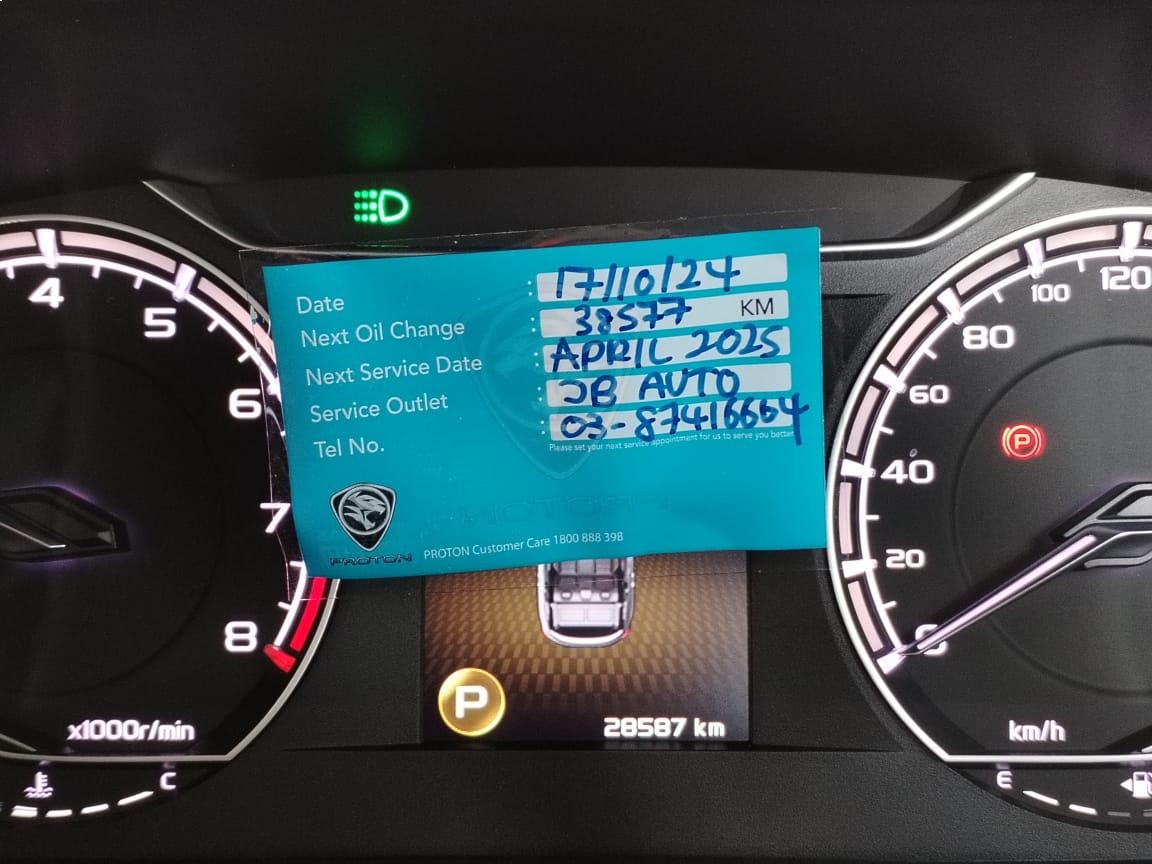 4
5
6
7
8
x1000r/min
C
Date : 17/10/24
Next Oil Change : 38577 KM
Next Service Date : APRIL 2025
Service Outlet : JB AUTO
Tel No. : 03-87416664
Please set your next service appointment for us to serve you better.
PROTON
PROTON Customer Care 1800 888 398
P
28587 km
120
100
80
60
40
20
0
P
km/h
E